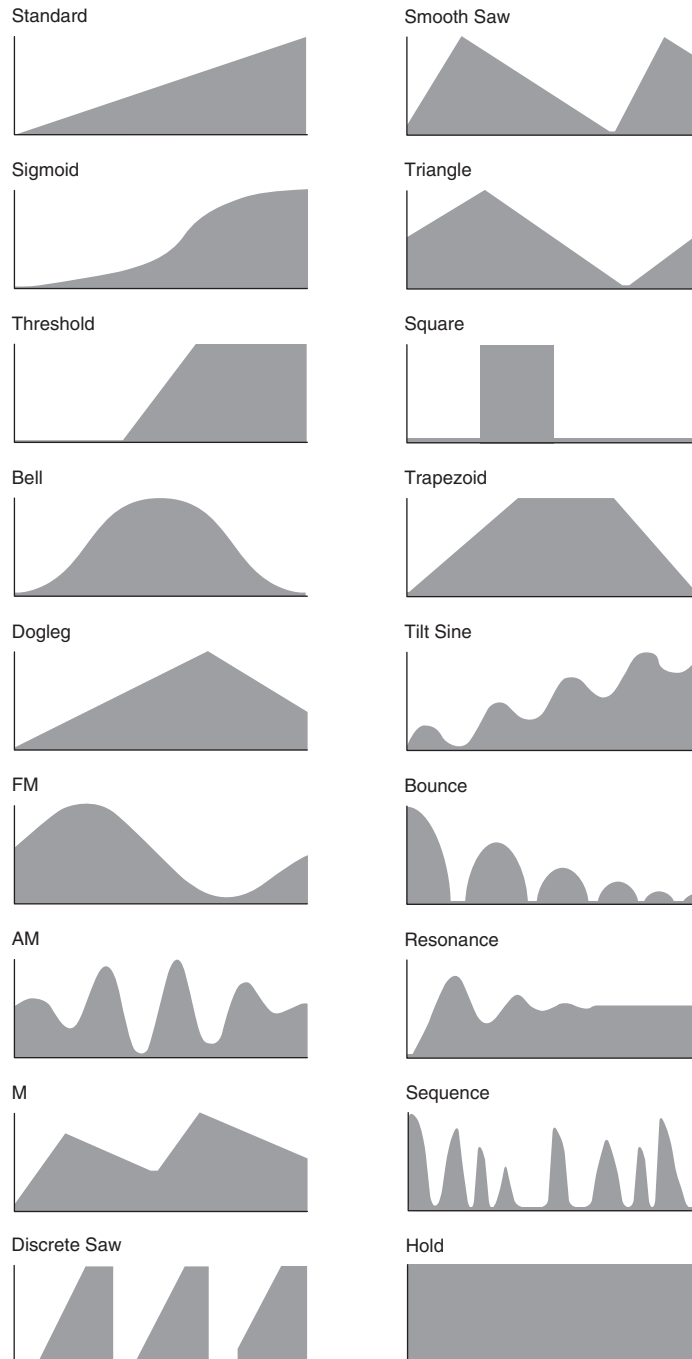 Standard
Smooth Saw
Sigmoid
Triangle
Threshold
Square
Bell
Trapezoid
Dogleg
Tilt Sine
FM
Bounce
AM
Resonance
M
Sequence
Discrete Saw
Hold